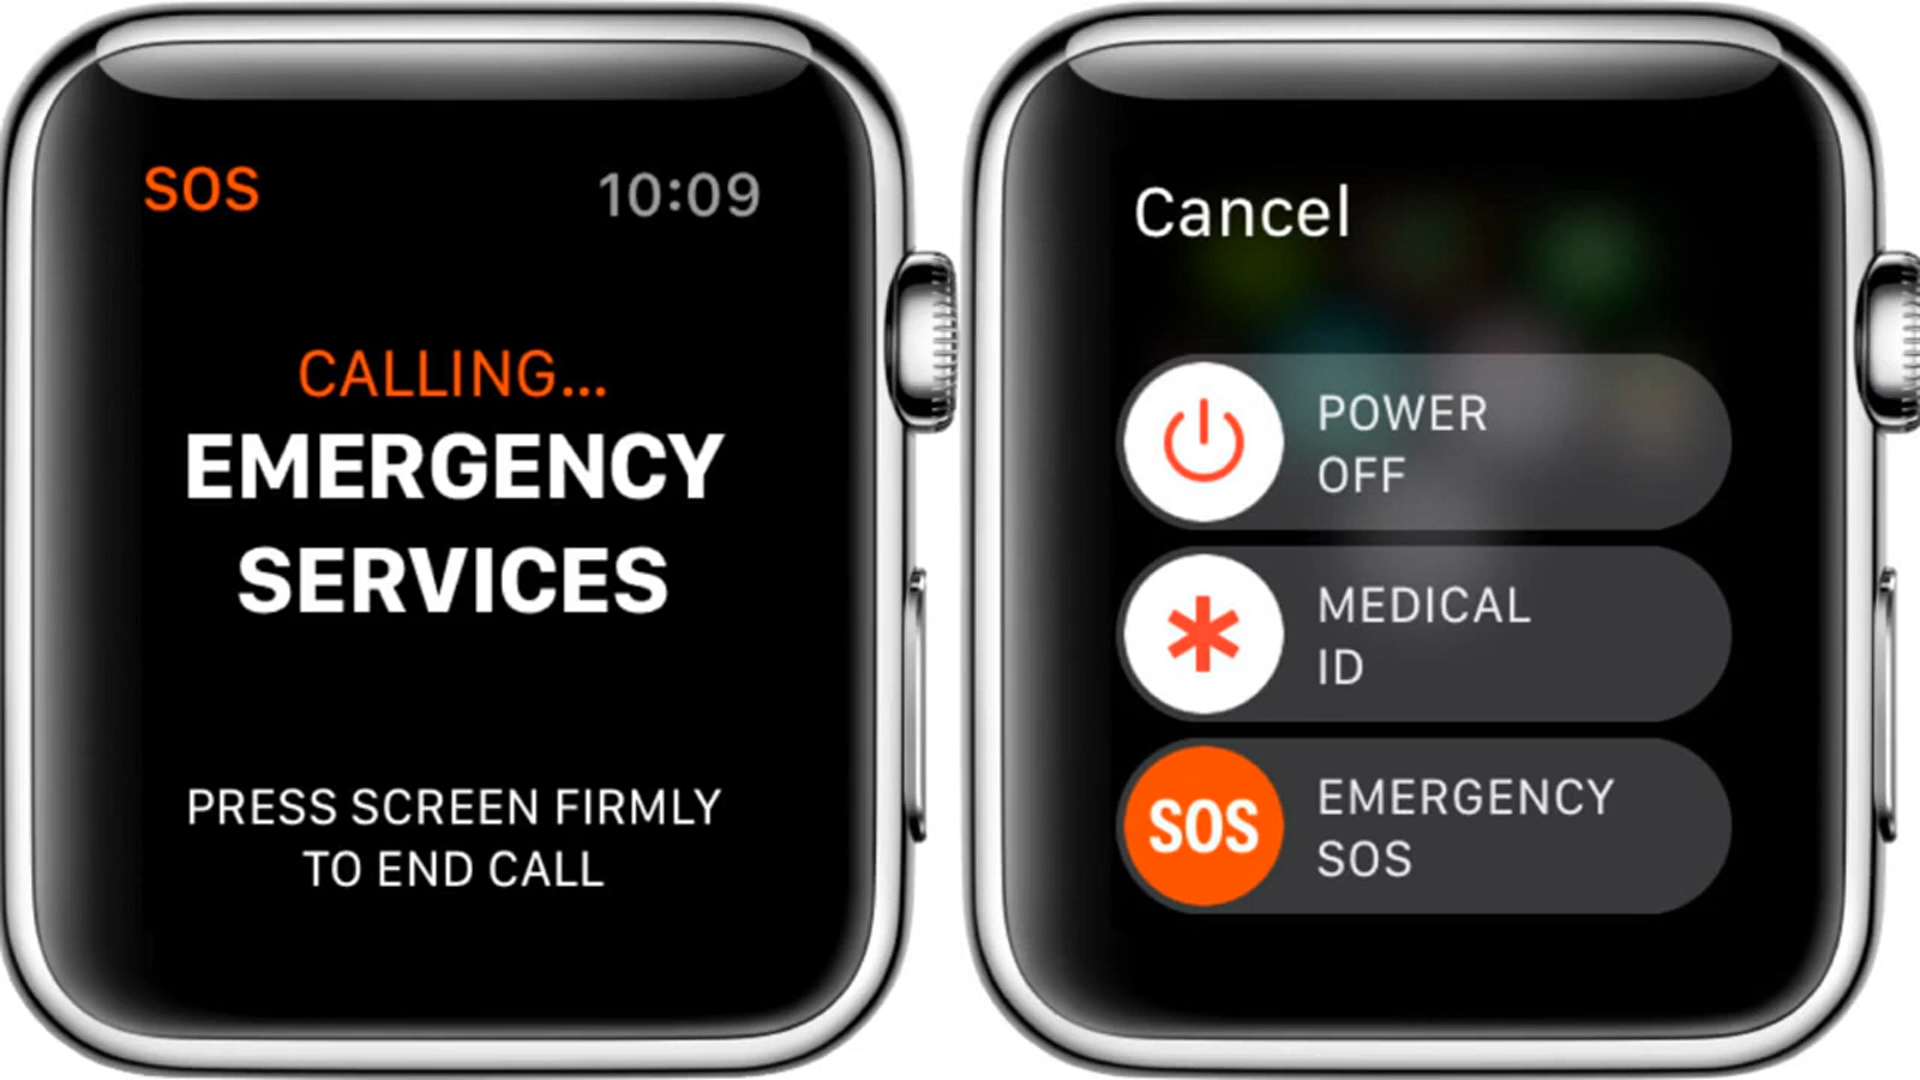 SOS 10:09
CALLING...
EMERGENCY
SERVICES
PRESS SCREEN FIRMLY
TO END CALL
Cancel
POWER
OFF
MEDICAL
ID
SOS
EMERGENCY
SOS